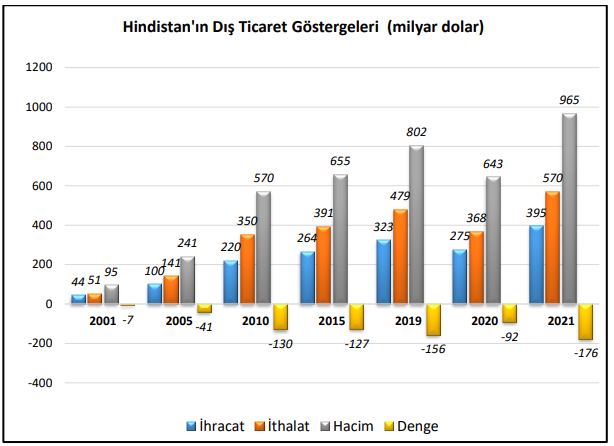 Hindistan'ın Dış Ticaret Göstergeleri (milyar dolar)
1200
1000
800
600
400
200
0
-200
-400
44 51 95 -7
100 141 241 -41
220 350 570 -130
264 391 655 -127
323 479 802 -156
275 368 643 -92
395 570 965 -176
2001 2005 2010 2015 2019 2020 2021
İhracat İthalat Hacim Denge